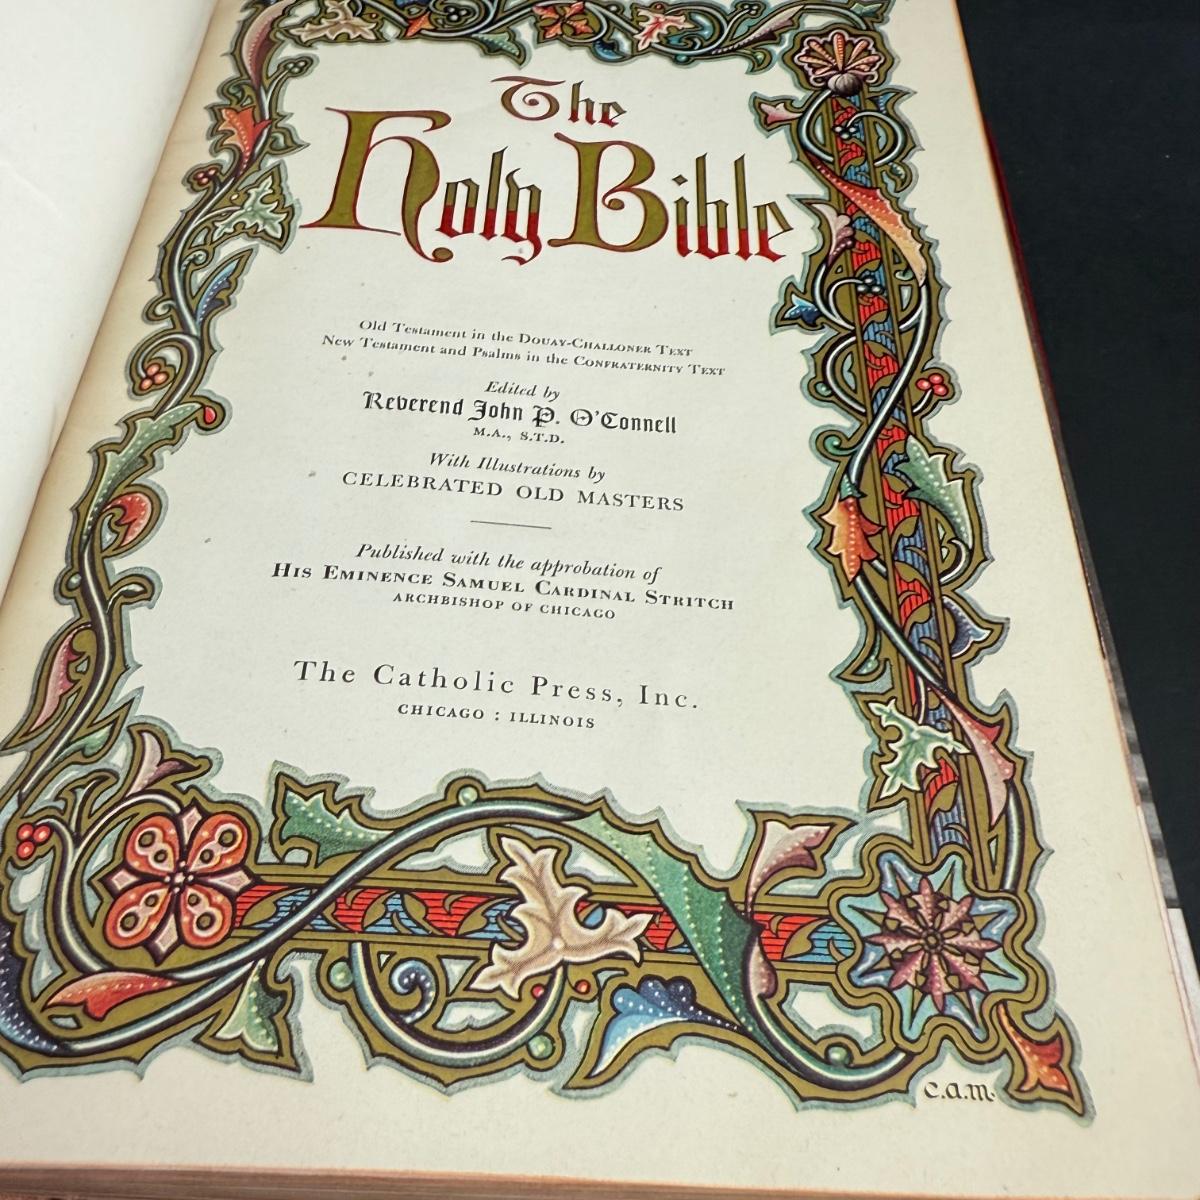 The
Holy Bible
Old Testament in the DOUAY-CHALLONER TEXT
New Testament and Psalms in the CONFRATERNITY TEXT
Edited by
Reverend John P. O'Connell
M.A., S.T.D.
With Illustrations by
CELEBRATED OLD MASTERS
Published with the approbation of
HIS EMINENCE SAMUEL CARDINAL STRITCH
ARCHBISHOP OF CHICAGO
The Catholic Press, Inc.
CHICAGO : ILLINOIS
c.a.m.